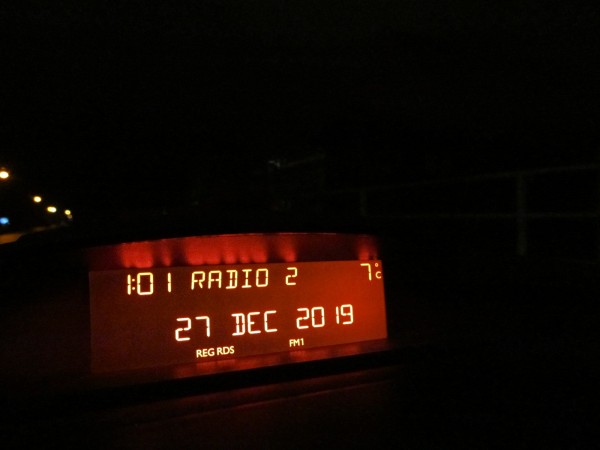 1:01 RADIO 2 7°C
27 DEC 2019
REG RDS FM1